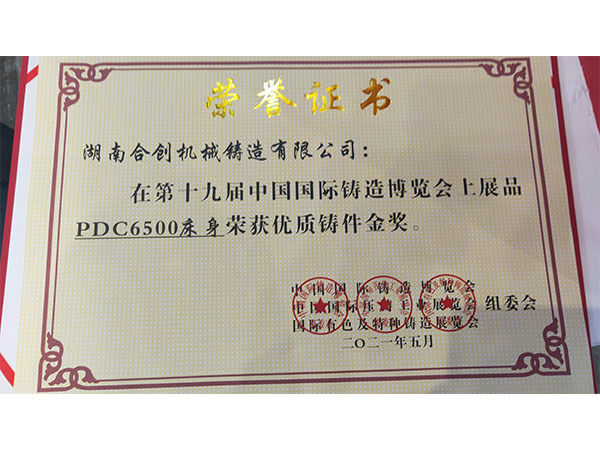 荣誉证书
湖南合创机械铸造有限公司：
在第十九届中国国际铸造博览会上展品
PDC6500床身荣获优质铸件金奖。
中国国际铸造博览会
中国国际压铸工业展览会 组委会
国际有色及特种铸造展览会
二〇二一年五月